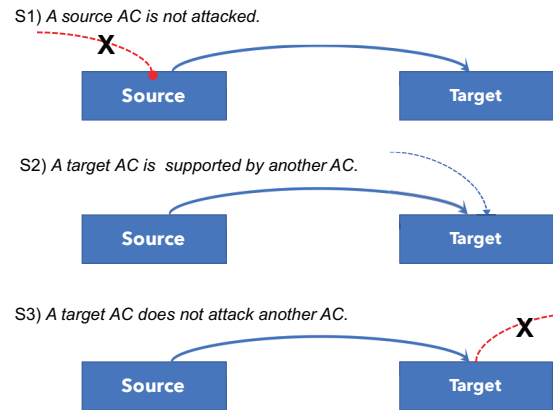 S1) A source AC is not attacked.
X
Source Target
S2) A target AC is supported by another AC.
Source Target
S3) A target AC does not attack another AC.
X
Source Target